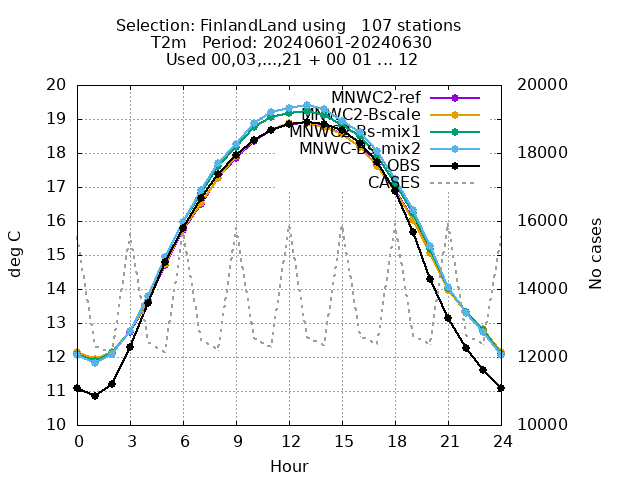 Selection: FinlandLand using   107 stations
T2m   Period: 20240601-20240630
Used 00,03,...,21 + 00 01 ... 12
20
19
18
17
16
15
14
13
12
11
10
deg C
MNWC2-ref
MNWC2-Bscale
MNWC-Bs-mix1
MNWC-Bs-mix2
OBS
CASES
20000
18000
16000
14000
12000
10000
No cases
0 3 6 9 12 15 18 21 24
Hour